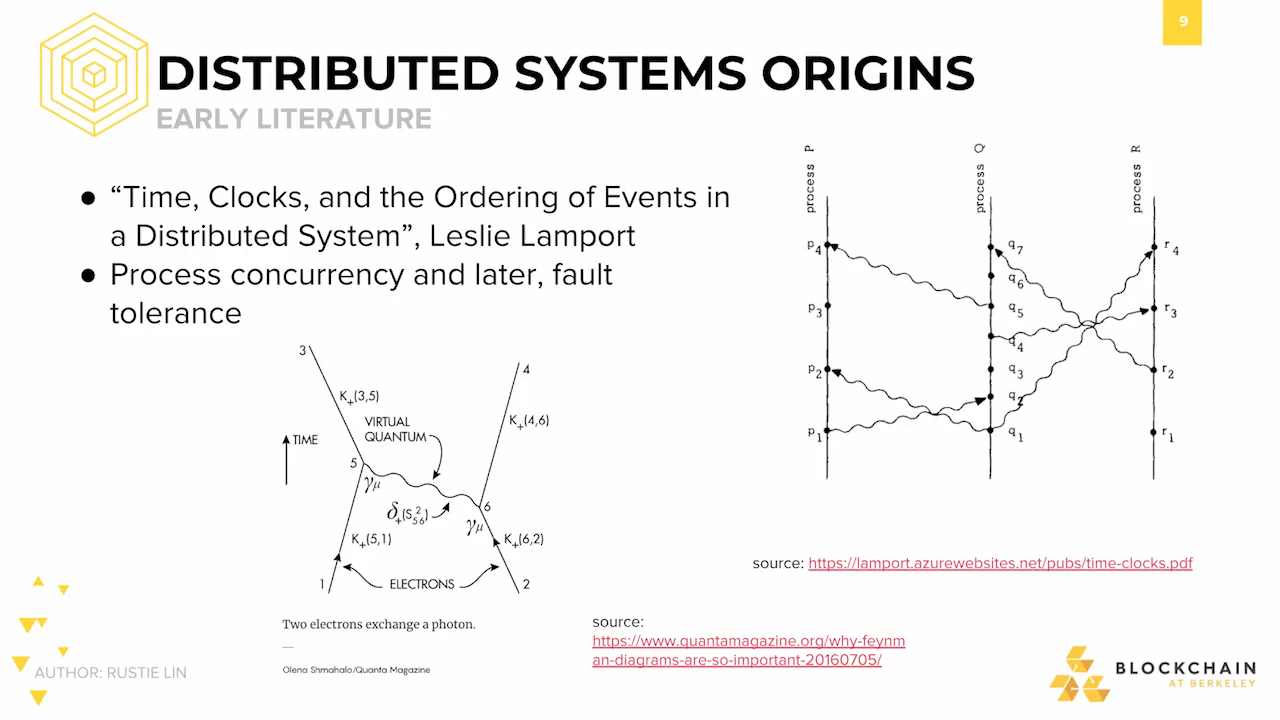 9
DISTRIBUTED SYSTEMS ORIGINS
EARLY LITERATURE
● “Time, Clocks, and the Ordering of Events in
a Distributed System”, Leslie Lamport
● Process concurrency and later, fault
tolerance
process P
process Q
process R
p4
q7
r4
q6
p3
q5
r3
q4
p2
q3
r2
q2
p1
q1
r1
3
4
K+(3,5)
VIRTUAL
QUANTUM
K+(4,6)
TIME
5
γμ
6
δ+(S56²)
γμ
K+(5,1)
K+(6,2)
1
ELECTRONS
2
Two electrons exchange a photon.
Olena Shmahalo/Quanta Magazine
source: https://lamport.azurewebsites.net/pubs/time-clocks.pdf
source:
https://www.quantamagazine.org/why-feynm
an-diagrams-are-so-important-20160705/
AUTHOR: RUSTIE LIN
BLOCKCHAIN
AT BERKELEY